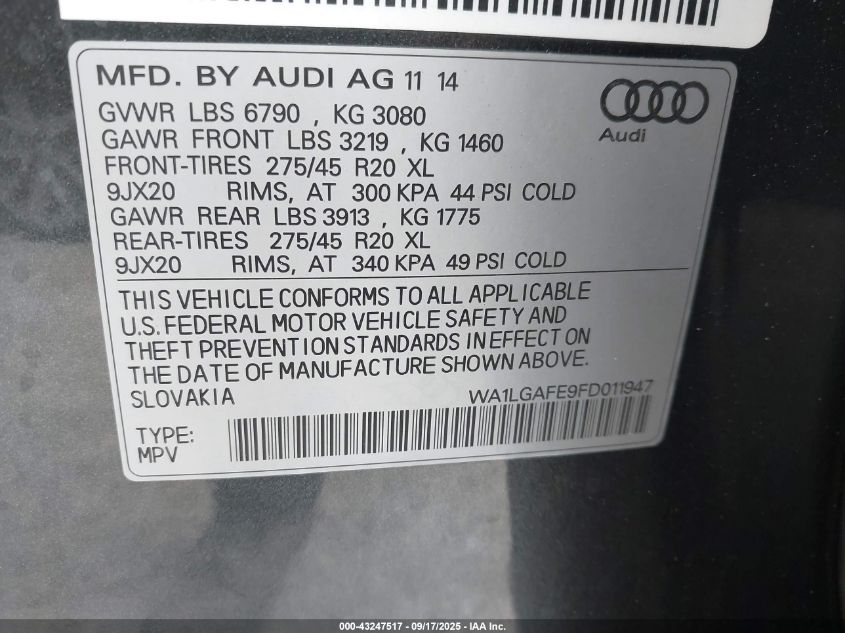 MFD. BY AUDI AG 11 14
GVWR LBS 6790 , KG 3080
GAWR FRONT LBS 3219 , KG 1460
FRONT-TIRES 275/45 R20 XL
9JX20 RIMS, AT 300 KPA 44 PSI COLD
GAWR REAR LBS 3913 , KG 1775
REAR-TIRES 275/45 R20 XL
9JX20 RIMS, AT 340 KPA 49 PSI COLD
Audi
THIS VEHICLE CONFORMS TO ALL APPLICABLE
U.S. FEDERAL MOTOR VEHICLE SAFETY AND
THEFT PREVENTION STANDARDS IN EFFECT ON
THE DATE OF MANUFACTURE SHOWN ABOVE.
SLOVAKIA WA1LGAFE9FD011947
TYPE:
MPV
000-43247517 - 09/17/2025 - IAA Inc.